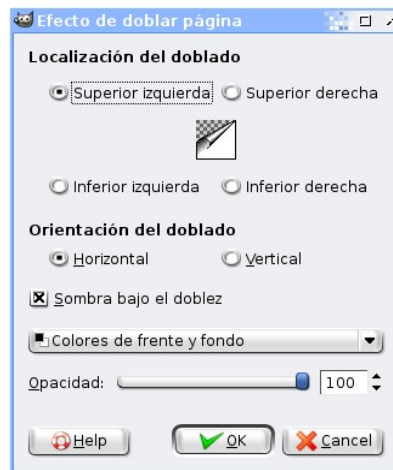 Efecto de doblar página
Localización del doblado
Superior izquierda Superior derecha
Inferior izquierda Inferior derecha
Orientación del doblado
Horizontal Vertical
Sombra bajo el doblez
Colores de frente y fondo
Opacidad: 100
Help OK Cancel